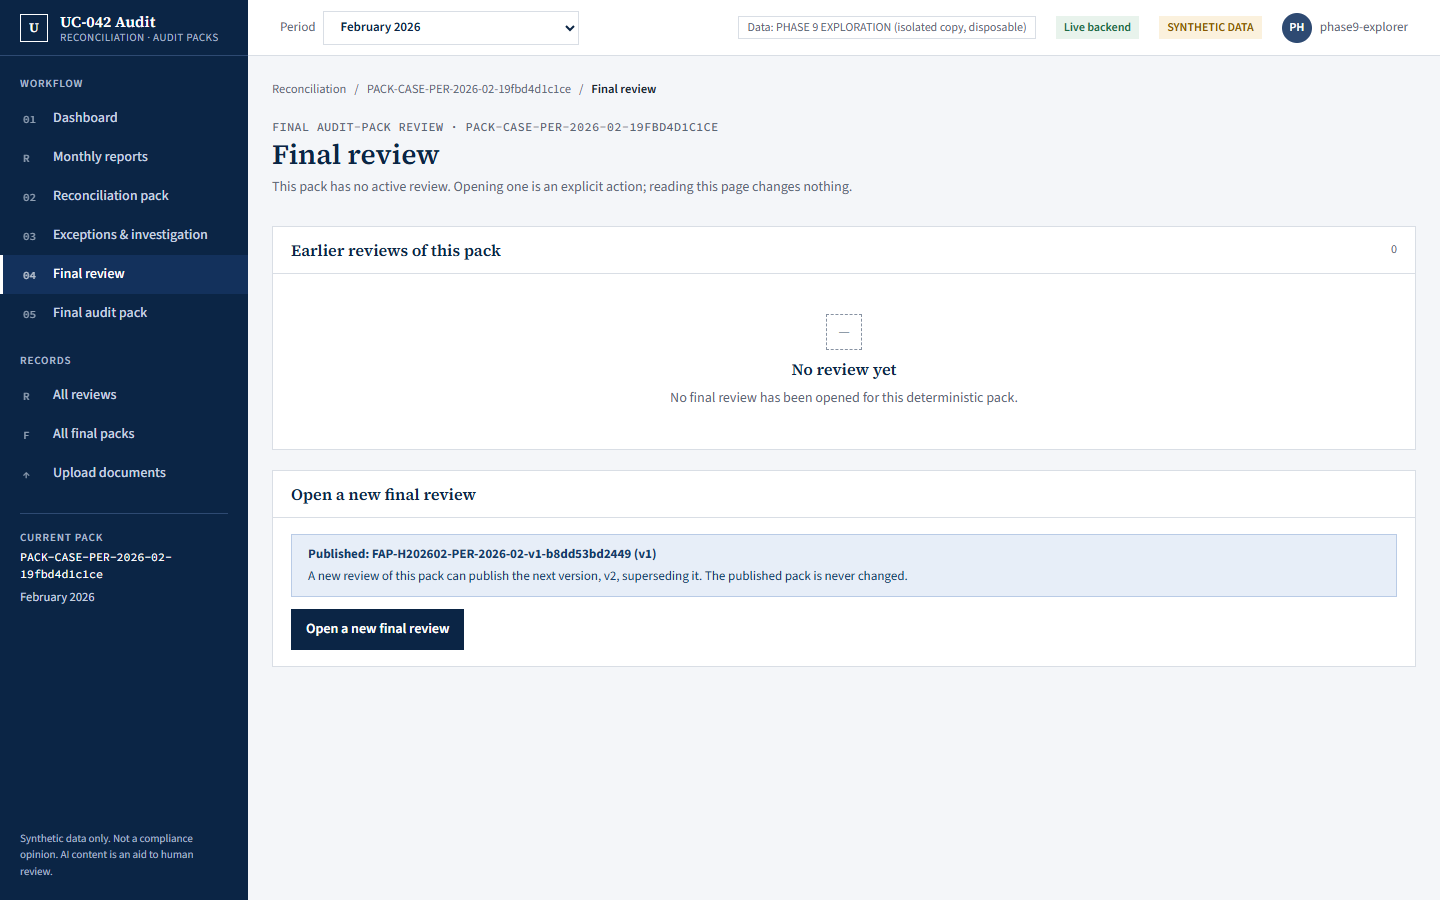 U
UC-042 Audit
RECONCILIATION · AUDIT PACKS
Period
February 2026
Data: PHASE 9 EXPLORATION (isolated copy, disposable)
Live backend
SYNTHETIC DATA
PH
phase9-explorer
WORKFLOW
01 Dashboard
R Monthly reports
02 Reconciliation pack
03 Exceptions & investigation
04 Final review
05 Final audit pack
RECORDS
R All reviews
F All final packs
↑ Upload documents
CURRENT PACK
PACK-CASE-PER-2026-02-
19fbd4d1c1ce
February 2026
Synthetic data only. Not a compliance
opinion. AI content is an aid to human
review.
Reconciliation / PACK-CASE-PER-2026-02-19fbd4d1c1ce / Final review
FINAL AUDIT-PACK REVIEW · PACK-CASE-PER-2026-02-19FBD4D1C1CE
Final review
This pack has no active review. Opening one is an explicit action; reading this page changes nothing.
Earlier reviews of this pack
0
—
No review yet
No final review has been opened for this deterministic pack.
Open a new final review
Published: FAP-H202602-PER-2026-02-v1-b8dd53bd2449 (v1)
A new review of this pack can publish the next version, v2, superseding it. The published pack is never changed.
Open a new final review